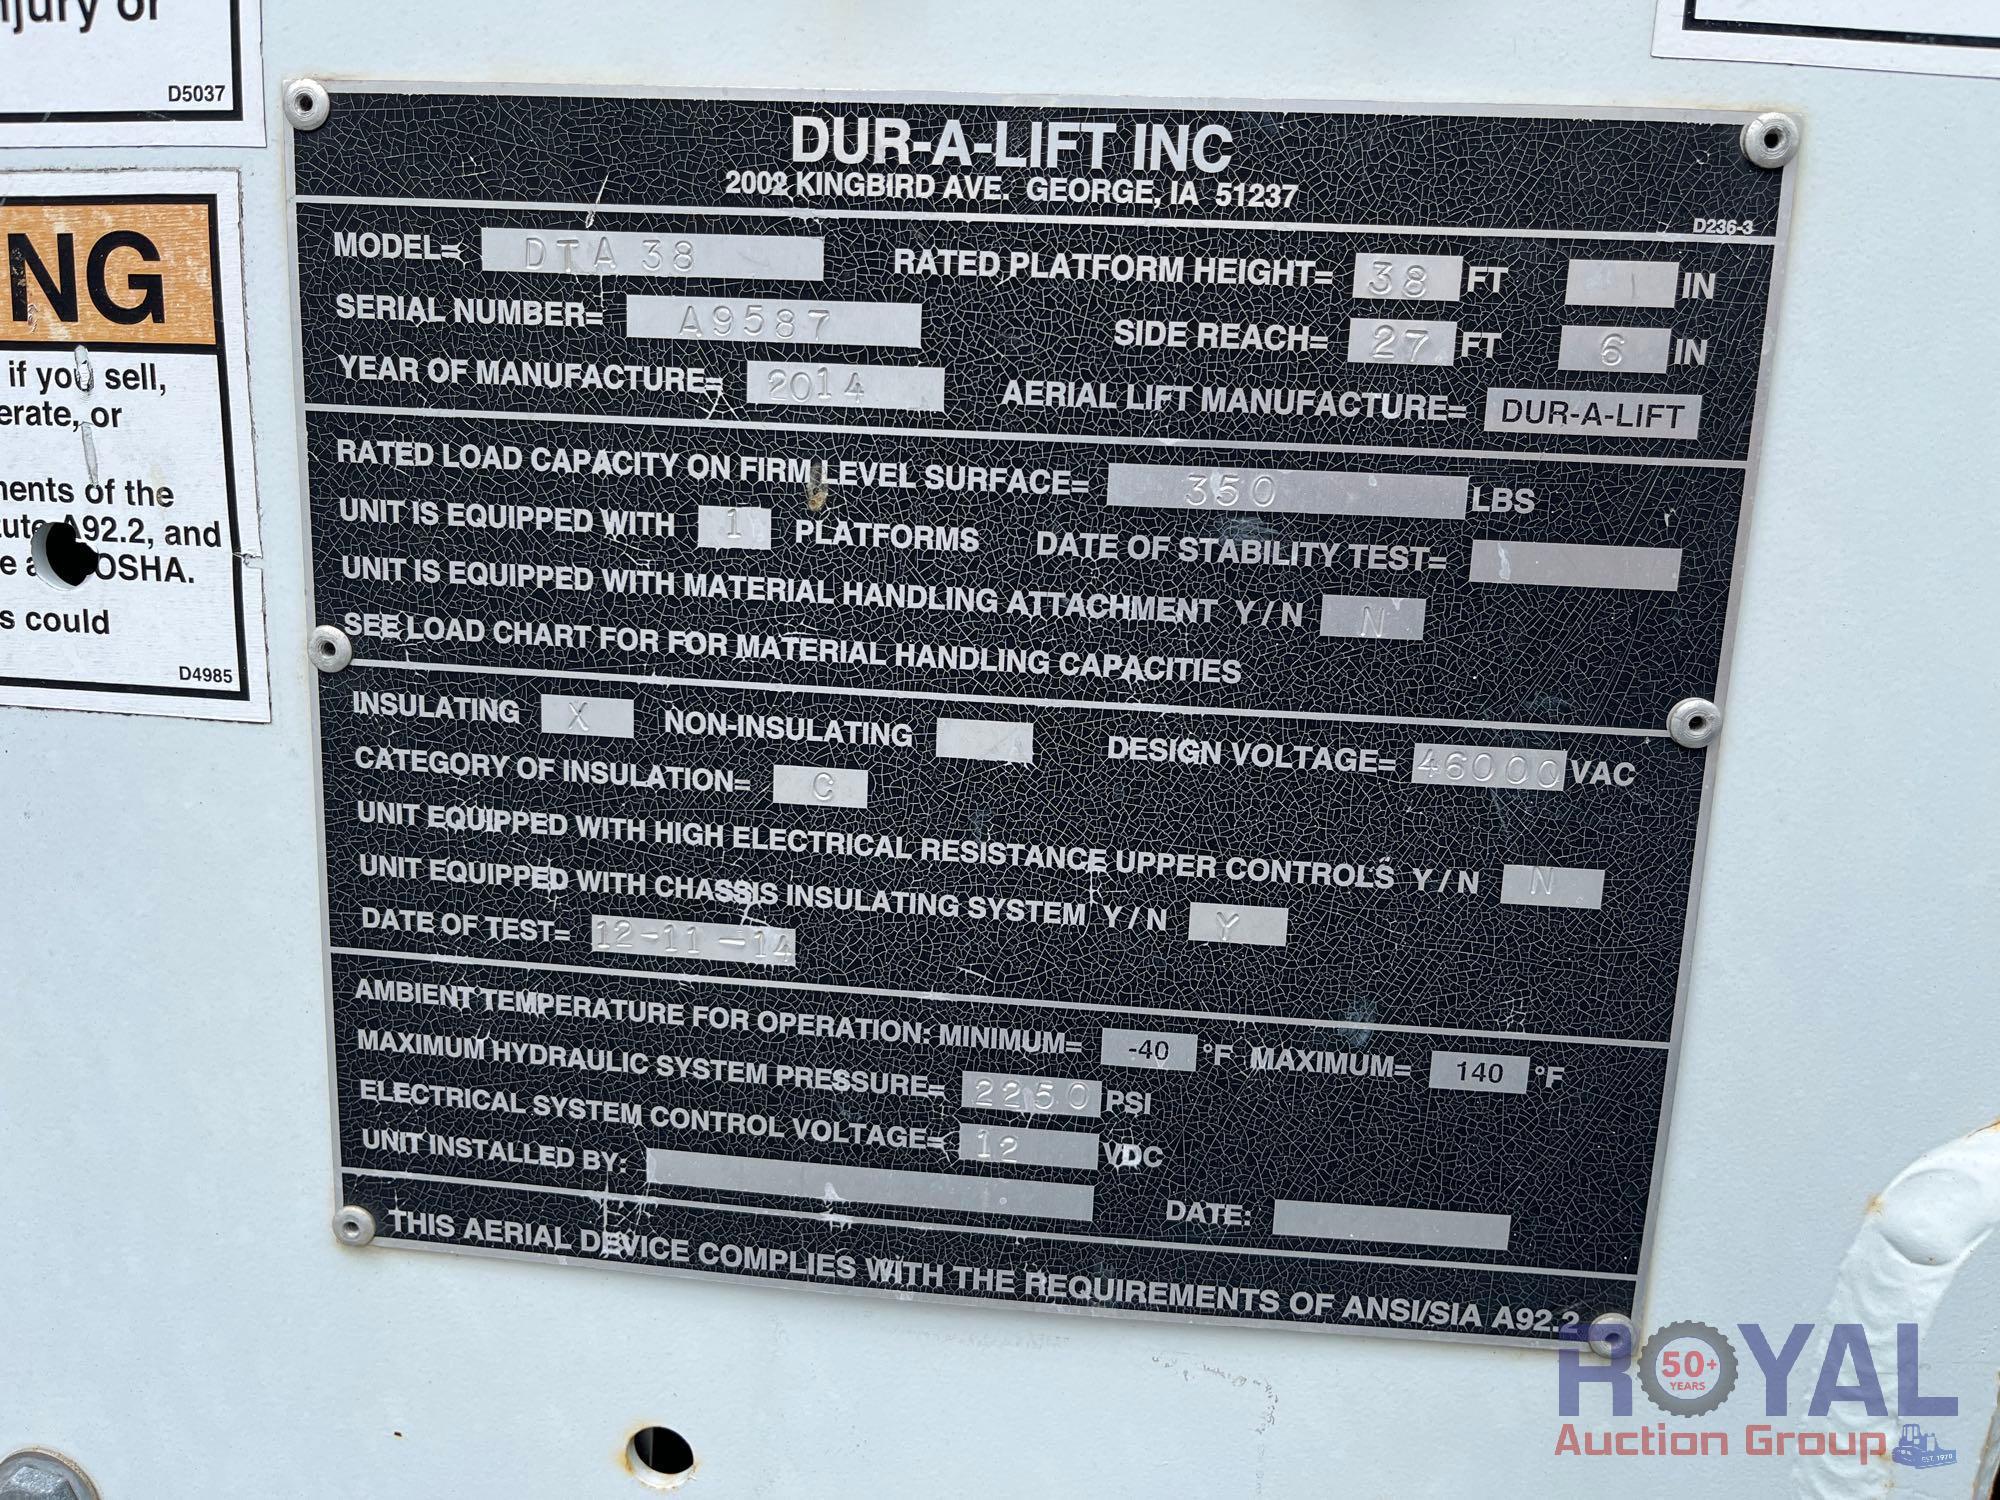 njury or
D5037
NG
if you sell,
erate, or
nents of the
A92.2, and
OSHA.
s could
D4985
DUR-A-LIFT INC
2002 KINGBIRD AVE. GEORGE, IA 51237
D236-3
MODEL= DTA 38 RATED PLATFORM HEIGHT= 38 FT 1 IN
SERIAL NUMBER= A9587 SIDE REACH= 27 FT 6 IN
YEAR OF MANUFACTURE= 2014 AERIAL LIFT MANUFACTURE= DUR-A-LIFT
RATED LOAD CAPACITY ON FIRM LEVEL SURFACE= 350 LBS
UNIT IS EQUIPPED WITH 1 PLATFORMS DATE OF STABILITY TEST=
UNIT IS EQUIPPED WITH MATERIAL HANDLING ATTACHMENT Y / N N
SEE LOAD CHART FOR FOR MATERIAL HANDLING CAPACITIES
INSULATING X NON-INSULATING DESIGN VOLTAGE= 46000 VAC
CATEGORY OF INSULATION= C
UNIT EQUIPPED WITH HIGH ELECTRICAL RESISTANCE UPPER CONTROLS Y / N N
UNIT EQUIPPED WITH CHASSIS INSULATING SYSTEM Y / N Y
DATE OF TEST= 12-11-14
AMBIENT TEMPERATURE FOR OPERATION: MINIMUM= -40 °F MAXIMUM= 140 °F
MAXIMUM HYDRAULIC SYSTEM PRESSURE= 2250 PSI
ELECTRICAL SYSTEM CONTROL VOLTAGE= 12 VDC
UNIT INSTALLED BY: DATE:
THIS AERIAL DEVICE COMPLIES WITH THE REQUIREMENTS OF ANSI/SIA A92.2
ROYAL
50+
YEARS
Auction Group
EST. 1970